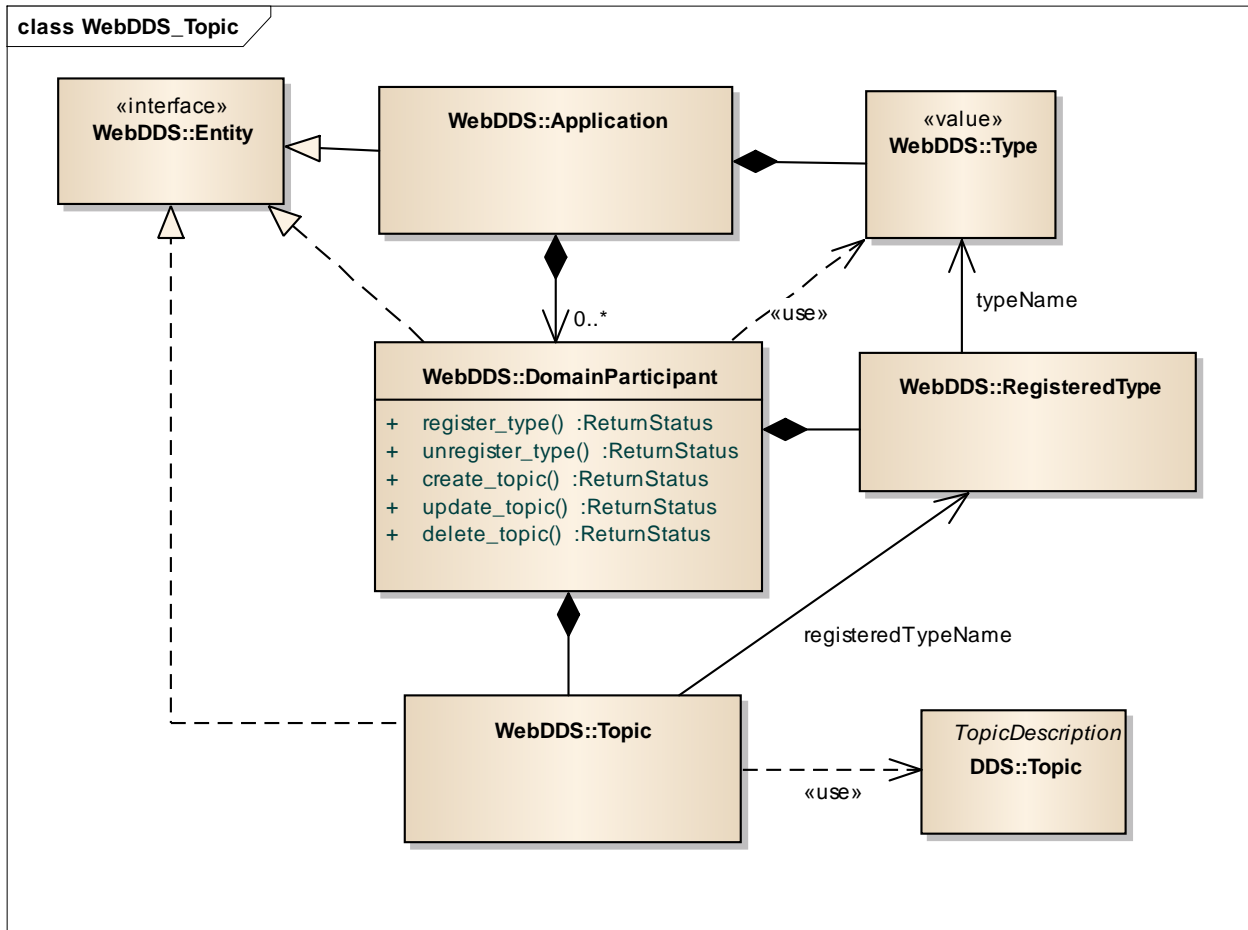 class WebDDS_Topic
«interface»
WebDDS::Entity
WebDDS::Application
«value»
WebDDS::Type
0..*
«use»
typeName
WebDDS::DomainParticipant
+ register_type() :ReturnStatus
+ unregister_type() :ReturnStatus
+ create_topic() :ReturnStatus
+ update_topic() :ReturnStatus
+ delete_topic() :ReturnStatus
WebDDS::RegisteredType
registeredTypeName
WebDDS::Topic
«use»
TopicDescription
DDS::Topic